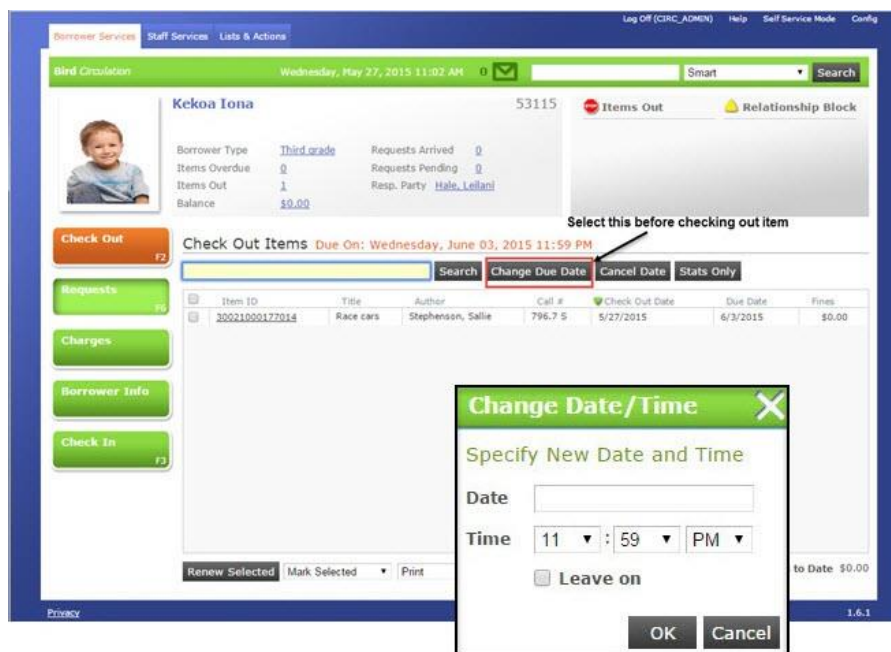 Log Off (CIRC_ADMIN) Help Self Service Mode Config
Borrower Services Staff Services Lists & Actions
Bird Circulation Wednesday, May 27, 2015 11:02 AM 0 Smart Search
Kekoa Iona 53115 Items Out Relationship Block
Borrower Type Third grade Requests Arrived 0
Items Overdue 0 Requests Pending 0
Items Out 1 Resp. Party Hale, Leilani
Balance $0.00
Select this before checking out item
Check Out F2
Check Out Items Due On: Wednesday, June 03, 2015 11:59 PM
Search Change Due Date Cancel Date Stats Only
Requests F6
Item ID Title Author Call # Check Out Date Due Date Fines
30021000177014 Race cars Stephenson, Sallie 796.7 S 5/27/2015 6/3/2015 $0.00
Charges
Borrower Info
Check In F3
Change Date/Time
Specify New Date and Time
Date
Time 11 : 59 PM
Leave on
OK Cancel
Renew Selected Mark Selected Print to Date $0.00
Privacy 1.6.1